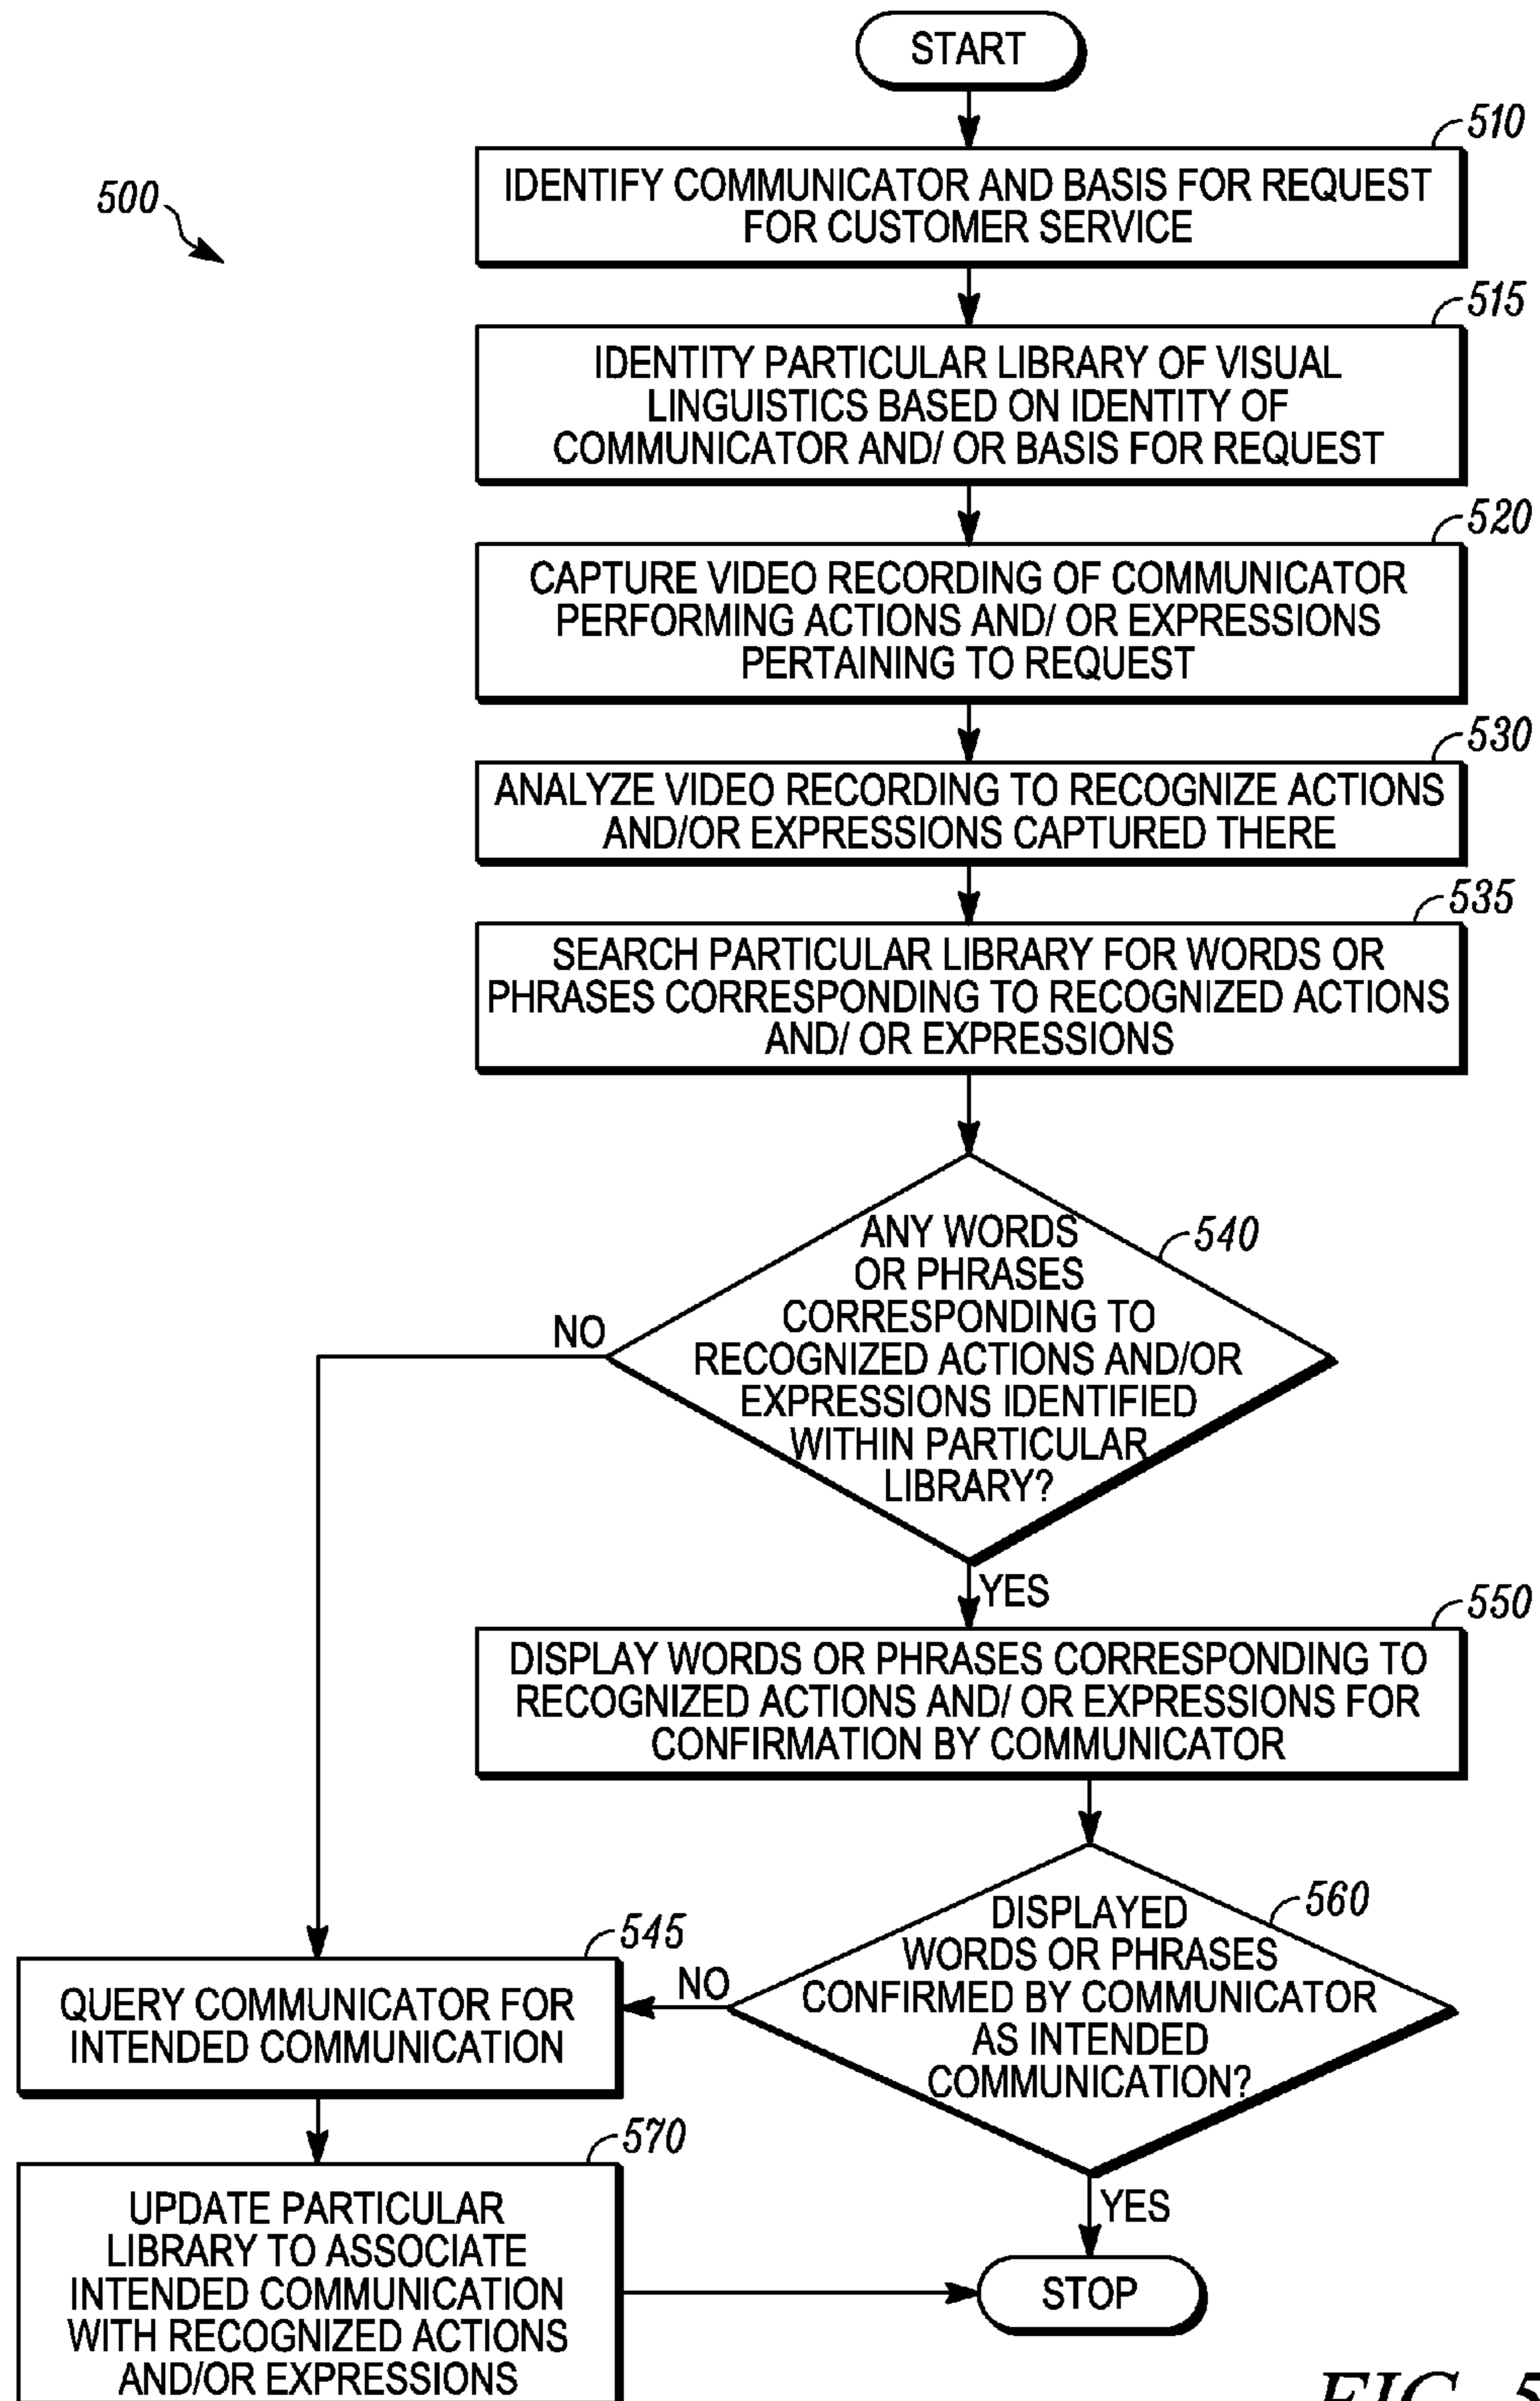 START
510
IDENTIFY COMMUNICATOR AND BASIS FOR REQUEST
FOR CUSTOMER SERVICE
500
515
IDENTITY PARTICULAR LIBRARY OF VISUAL
LINGUISTICS BASED ON IDENTITY OF
COMMUNICATOR AND/ OR BASIS FOR REQUEST
520
CAPTURE VIDEO RECORDING OF COMMUNICATOR
PERFORMING ACTIONS AND/ OR EXPRESSIONS
PERTAINING TO REQUEST
530
ANALYZE VIDEO RECORDING TO RECOGNIZE ACTIONS
AND/OR EXPRESSIONS CAPTURED THERE
535
SEARCH PARTICULAR LIBRARY FOR WORDS OR
PHRASES CORRESPONDING TO RECOGNIZED ACTIONS
AND/ OR EXPRESSIONS
540
ANY WORDS
OR PHRASES
CORRESPONDING TO
RECOGNIZED ACTIONS AND/OR
EXPRESSIONS IDENTIFIED
WITHIN PARTICULAR
LIBRARY?
NO
YES
550
DISPLAY WORDS OR PHRASES CORRESPONDING TO
RECOGNIZED ACTIONS AND/ OR EXPRESSIONS FOR
CONFIRMATION BY COMMUNICATOR
560
DISPLAYED
WORDS OR PHRASES
CONFIRMED BY COMMUNICATOR
AS INTENDED
COMMUNICATION?
NO
YES
545
QUERY COMMUNICATOR FOR
INTENDED COMMUNICATION
570
UPDATE PARTICULAR
LIBRARY TO ASSOCIATE
INTENDED COMMUNICATION
WITH RECOGNIZED ACTIONS
AND/OR EXPRESSIONS
STOP
FIG. 5